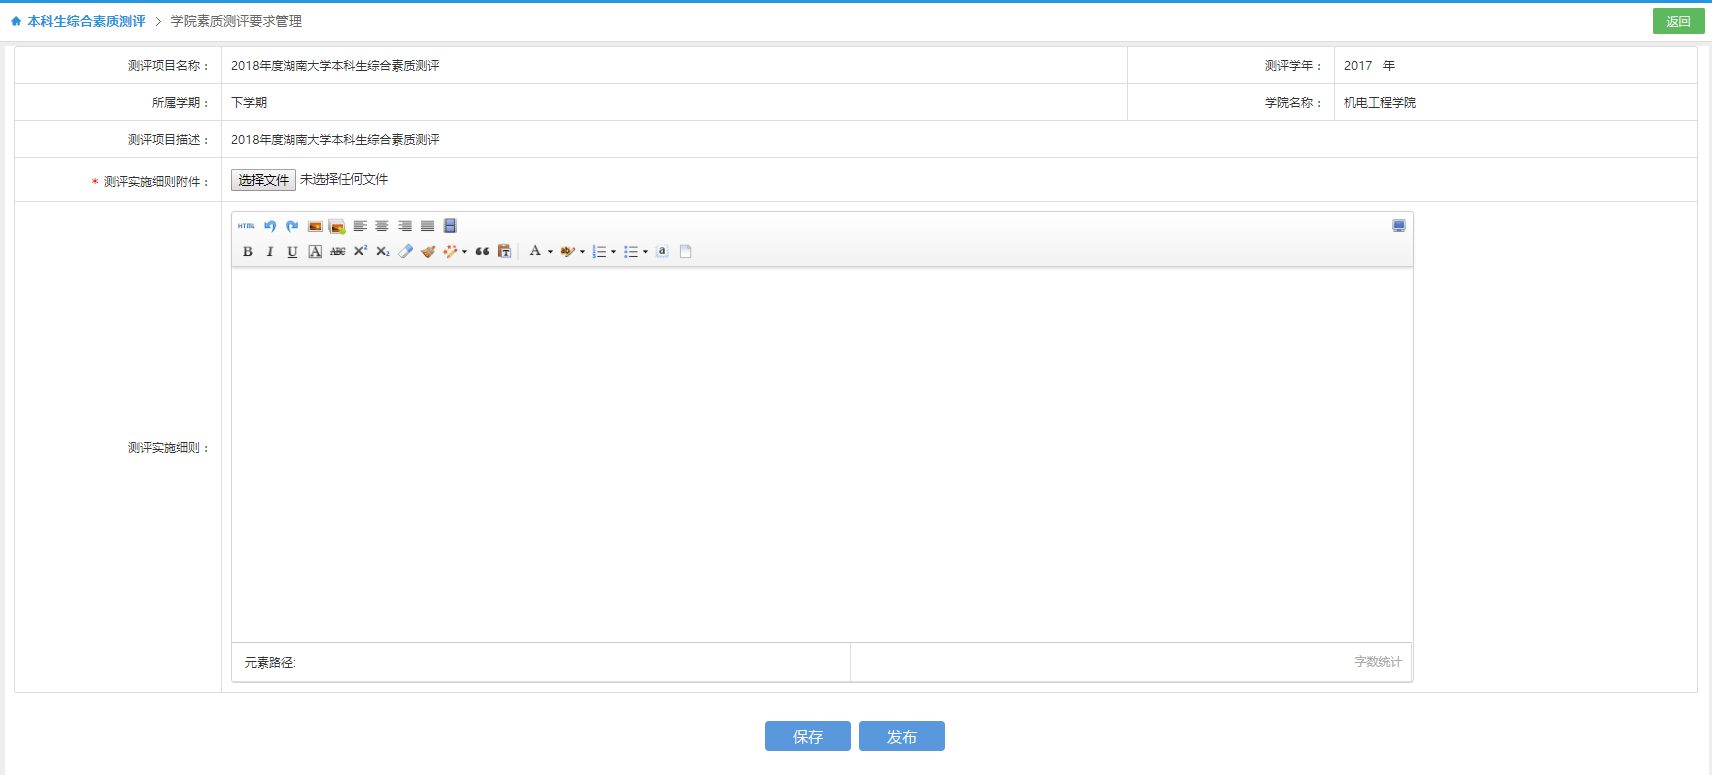 本科生综合素质测评 > 学院素质测评要求管理 返回
测评项目名称： 2018年度湖南大学本科生综合素质测评 测评学年： 2017 年
所属学期： 下学期 学院名称： 机电工程学院
测评项目描述： 2018年度湖南大学本科生综合素质测评
* 测评实施细则附件： 选择文件 未选择任何文件
HTML
B I U A ABC X² X₂ A ab a
测评实施细则：
元素路径: 字数统计
保存 发布